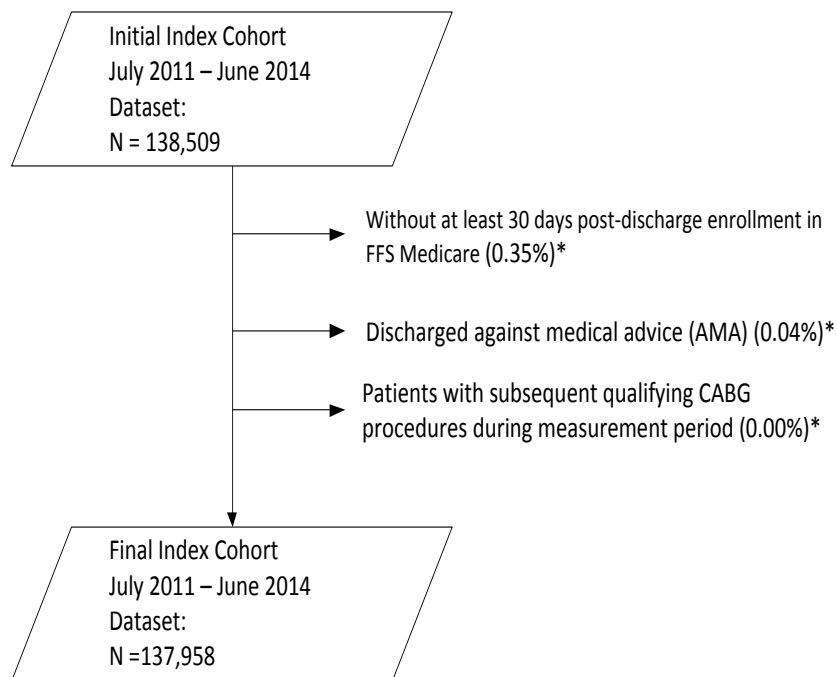 Initial Index Cohort
July 2011 – June 2014
Dataset:
N = 138,509
Without at least 30 days post-discharge enrollment in
FFS Medicare (0.35%)*
Discharged against medical advice (AMA) (0.04%)*
Patients with subsequent qualifying CABG
procedures during measurement period (0.00%)*
Final Index Cohort
July 2011 – June 2014
Dataset:
N =137,958